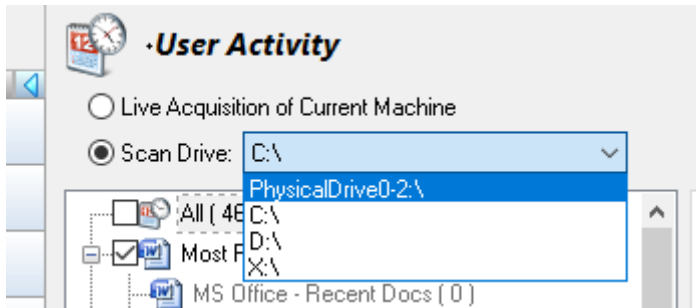 User Activity
Live Acquisition of Current Machine
Scan Drive: C:\
PhysicalDrive0-2:\
All ( 46
C:\
Most
D:\
X:\
MS Office - Recent Docs ( 0 )